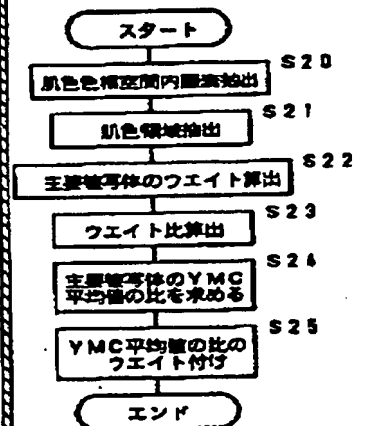 スタート
S20
肌色色相空間内画素抽出
S21
肌色領域抽出
S22
主要被写体のウエイト算出
S23
ウエイト比算出
S24
主要被写体のYMC
平均値の比を求める
S25
YMC平均値の比の
ウエイト付け
エンド